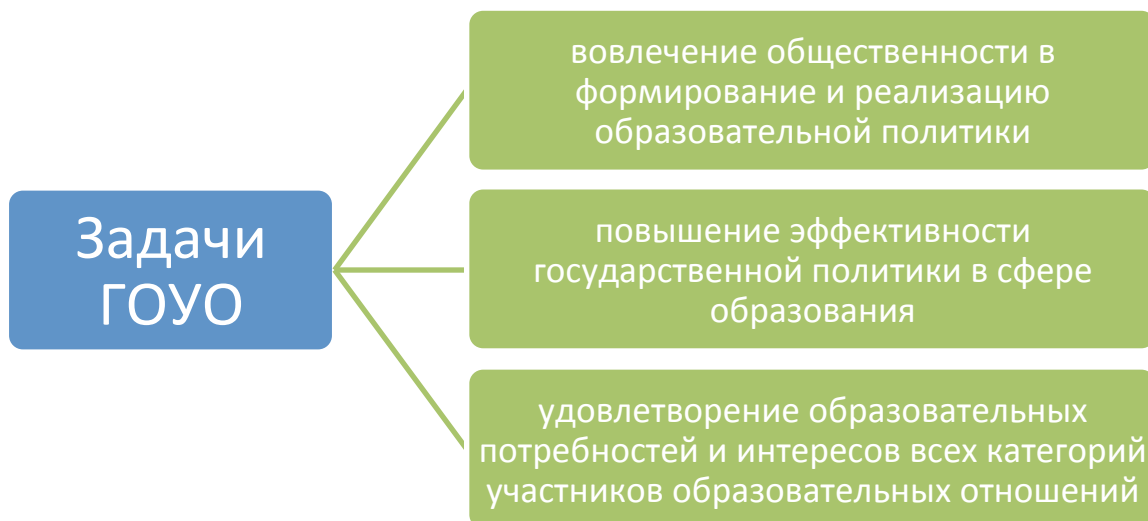 Задачи
ГОУО
вовлечение общественности в
формирование и реализацию
образовательной политики
повышение эффективности
государственной политики в сфере
образования
удовлетворение образовательных
потребностей и интересов всех категорий
участников образовательных отношений